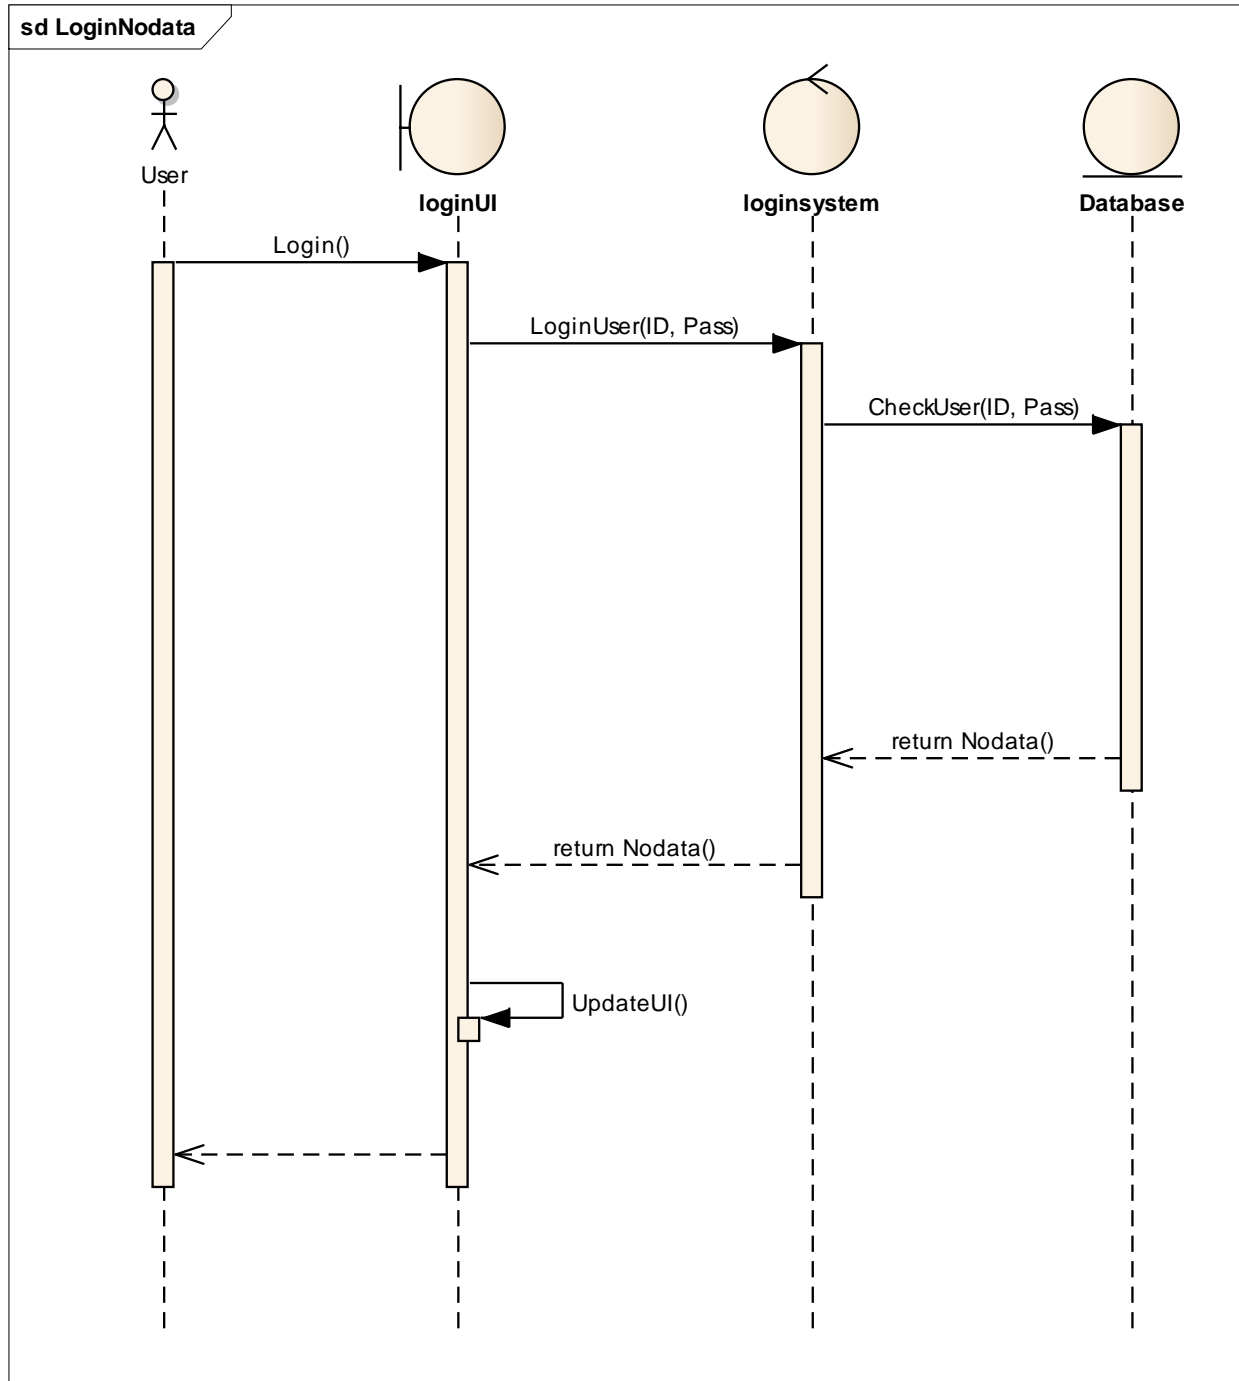 sd LoginNodata
User
loginUI
loginsystem
Database
Login()
LoginUser(ID, Pass)
CheckUser(ID, Pass)
return Nodata()
return Nodata()
UpdateUI()